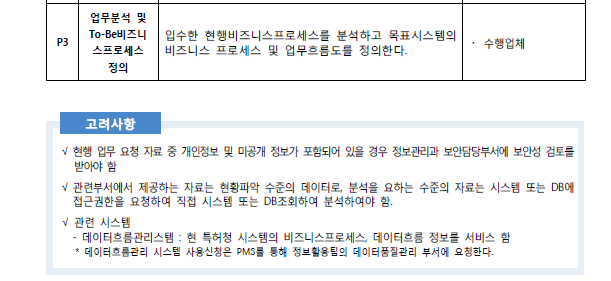 P3
업무분석 및
To-Be비즈니
스프로세스
정의
입수한 현행비즈니스프로세스를 분석하고 목표시스템의
비즈니스 프로세스 및 업무흐름도를 정의한다.
· 수행업체
고려사항
√ 현행 업무 요청 자료 중 개인정보 및 미공개 정보가 포함되어 있을 경우 정보관리과 보안담당부서에 보안성 검토를
받아야 함
√ 관련부서에서 제공하는 자료는 현황파악 수준의 데이터로, 분석을 요하는 수준의 자료는 시스템 또는 DB에
접근권한을 요청하여 직접 시스템 또는 DB조회하여 분석하여야 함.
√ 관련 시스템
- 데이터흐름관리스템 : 현 특허청 시스템의 비즈니스프로세스, 데이터흐름 정보를 서비스 함
* 데이터흐름관리 시스템 사용신청은 PMS를 통해 정보활용팀의 데이터품질관리 부서에 요청한다.